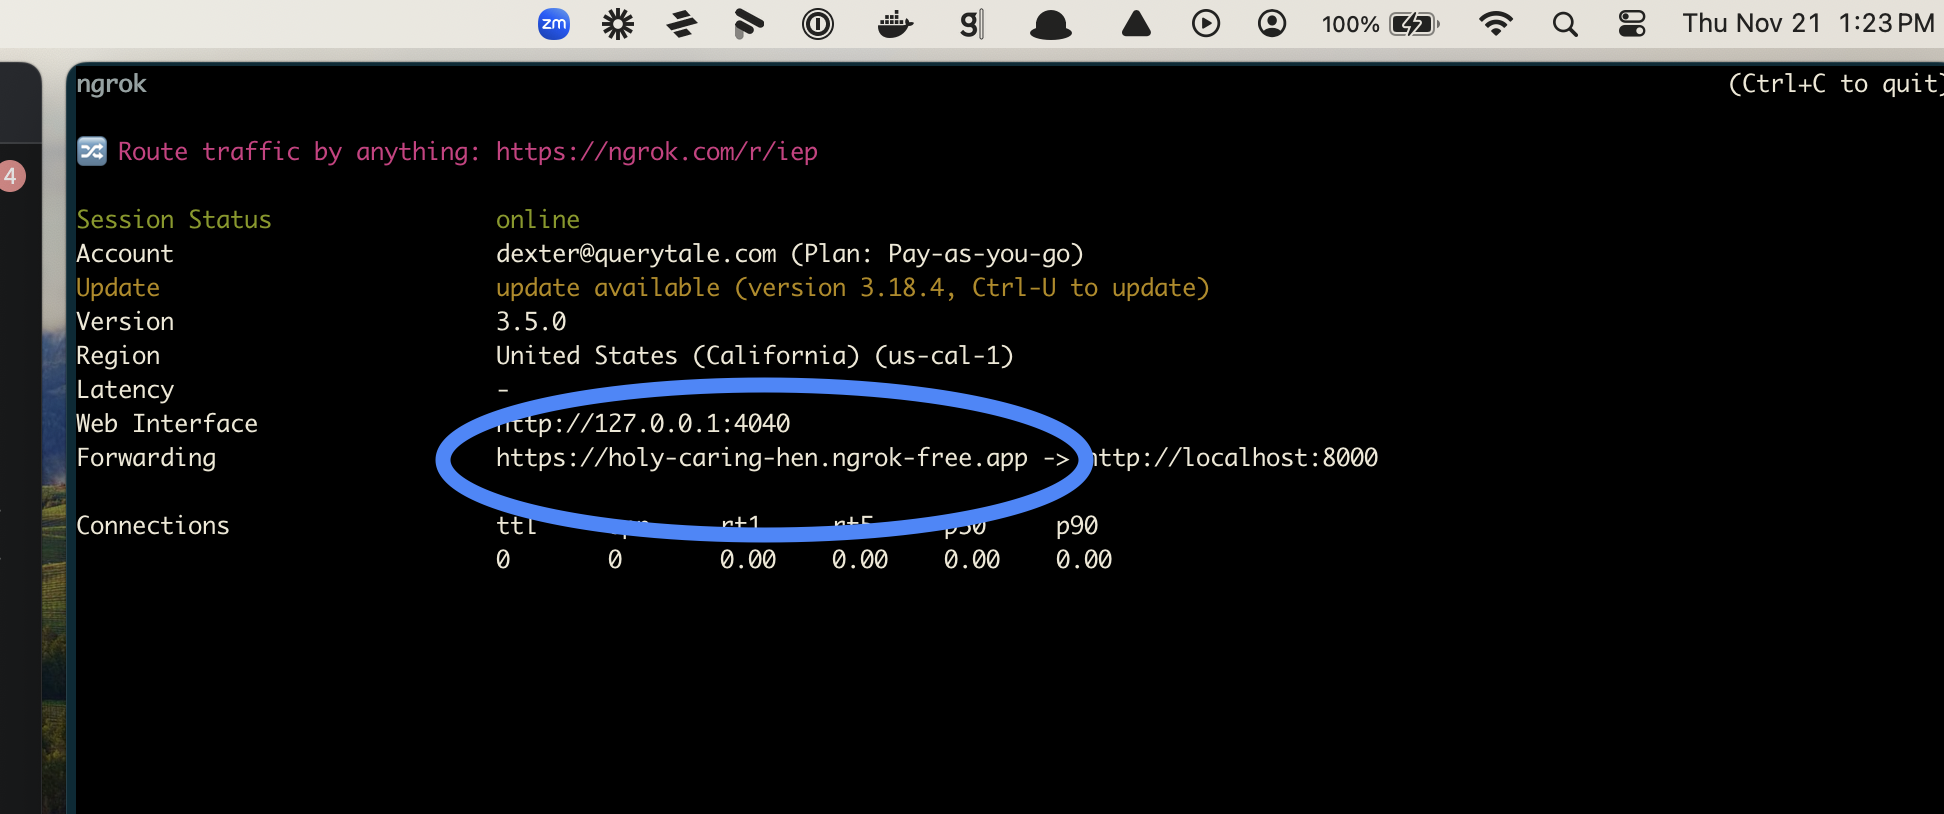 zm g 100% Thu Nov 21 1:23 PM
ngrok (Ctrl+C to quit)
4
Route traffic by anything: https://ngrok.com/r/iep
Session Status online
Account dexter@querytale.com (Plan: Pay-as-you-go)
Update update available (version 3.18.4, Ctrl-U to update)
Version 3.5.0
Region United States (California) (us-cal-1)
Latency -
Web Interface http://127.0.0.1:4040
Forwarding https://holy-caring-hen.ngrok-free.app -> http://localhost:8000
Connections ttl rt1 rt5 p50 p90
0 0 0.00 0.00 0.00 0.00